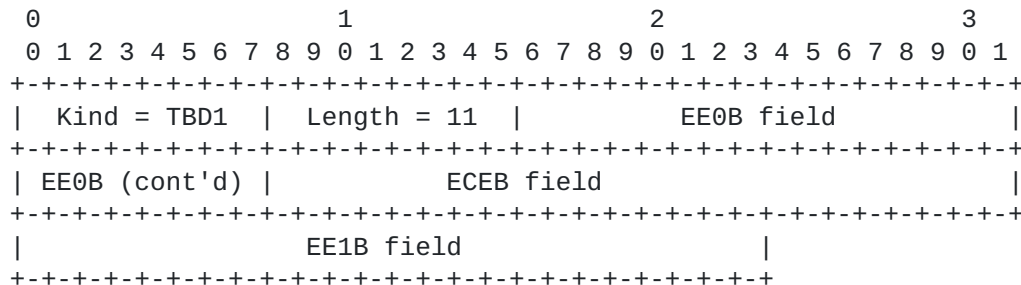 0                   1                   2                   3
 0 1 2 3 4 5 6 7 8 9 0 1 2 3 4 5 6 7 8 9 0 1 2 3 4 5 6 7 8 9 0 1
+-+-+-+-+-+-+-+-+-+-+-+-+-+-+-+-+-+-+-+-+-+-+-+-+-+-+-+-+-+-+-+-+
|  Kind = TBD1  |  Length = 11  |          EE0B field           |
+-+-+-+-+-+-+-+-+-+-+-+-+-+-+-+-+-+-+-+-+-+-+-+-+-+-+-+-+-+-+-+-+
| EE0B (cont'd) |           ECEB field                          |
+-+-+-+-+-+-+-+-+-+-+-+-+-+-+-+-+-+-+-+-+-+-+-+-+-+-+-+-+-+-+-+-+
|                  EE1B field                   |
+-+-+-+-+-+-+-+-+-+-+-+-+-+-+-+-+-+-+-+-+-+-+-+-+